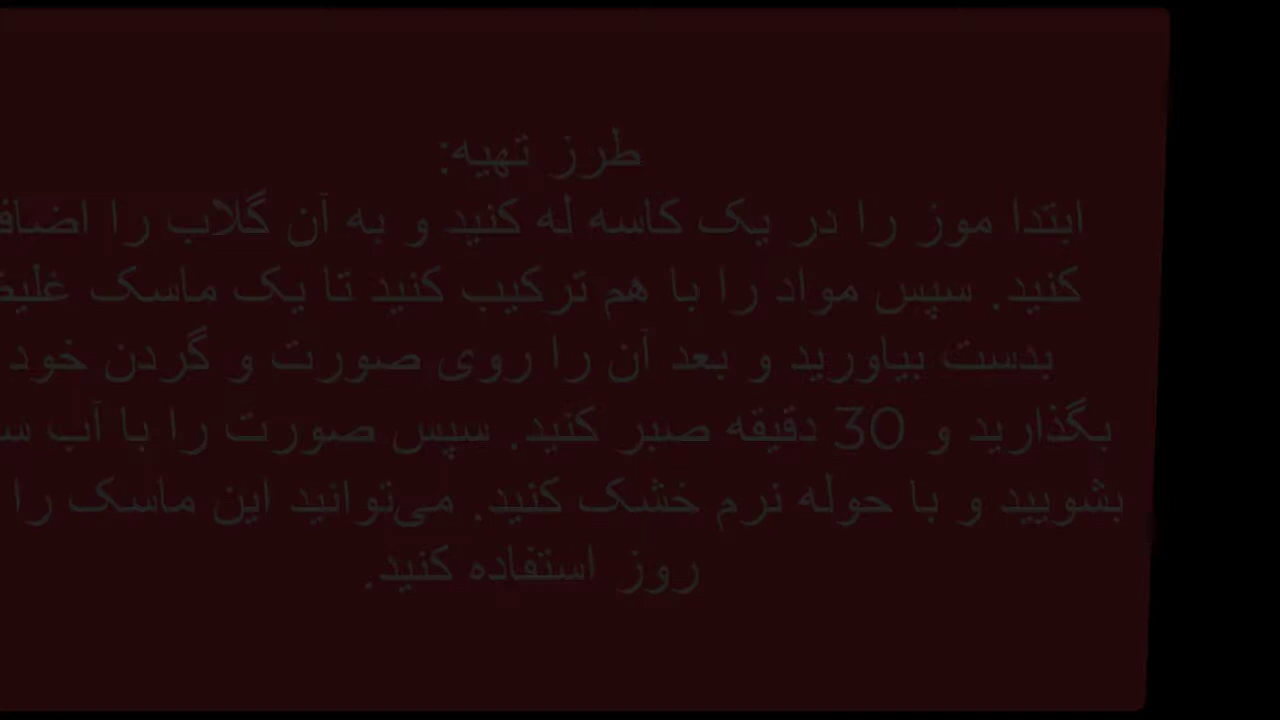 طرز تهیه:
ابتدا موز را در یک کاسه له کنید و به آن گلاب را
کنید. سپس مواد را با هم ترکیب کنید تا یک ماسک
بدست بیاورید و بعد آن را روی صورت و گردن خود
بگذارید و 30 دقیقه صبر کنید. سپس صورت را با آب
بشویید و با حوله نرم خشک کنید. می‌توانید این ماسک را
روز استفاده کنید.